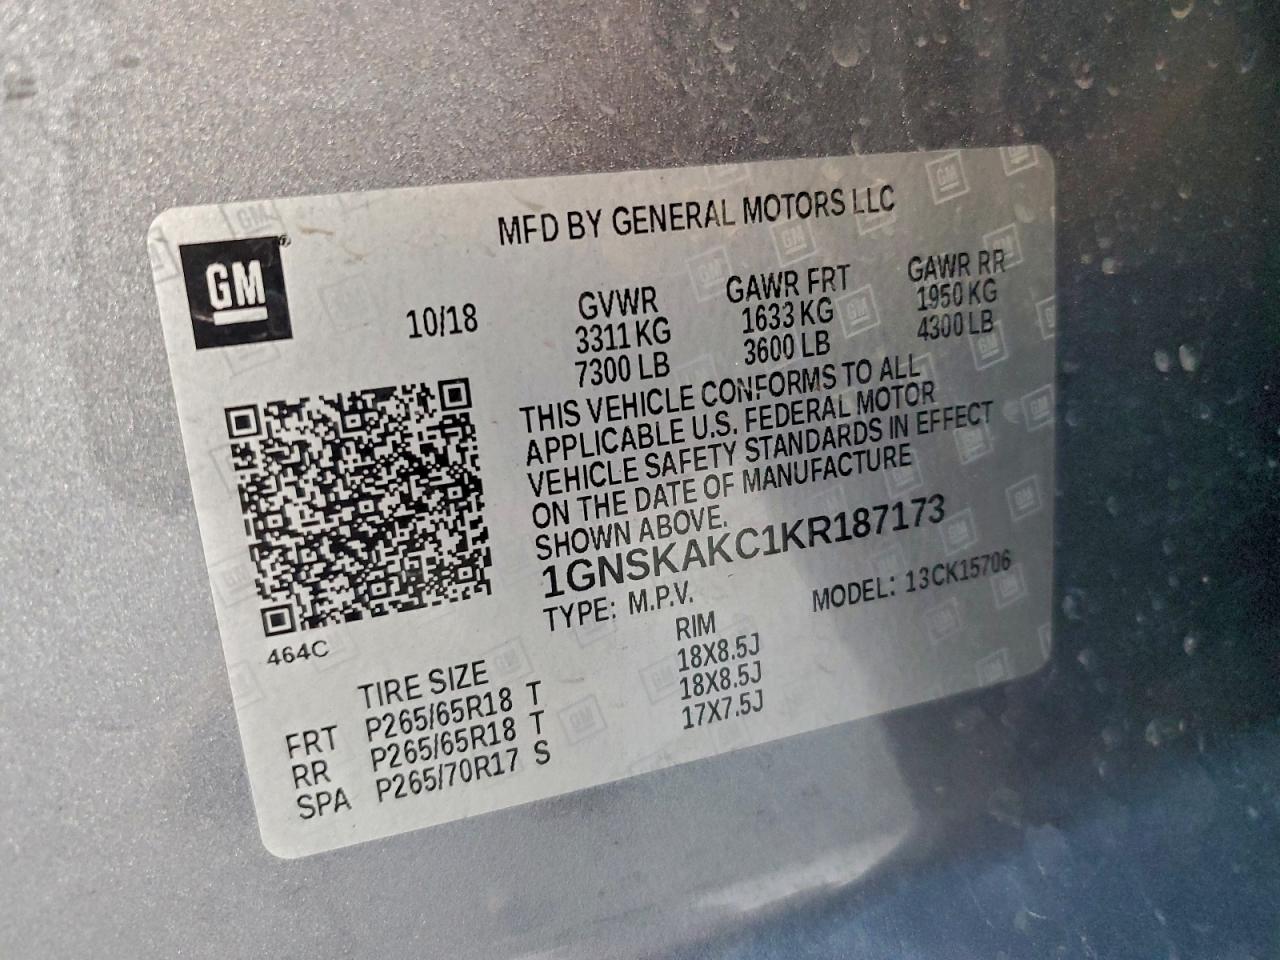 MFD BY GENERAL MOTORS LLC
GM®
10/18
GVWR GAWR FRT GAWR RR
3311 KG 1633 KG 1950 KG
7300 LB 3600 LB 4300 LB
THIS VEHICLE CONFORMS TO ALL
APPLICABLE U.S. FEDERAL MOTOR
VEHICLE SAFETY STANDARDS IN EFFECT
ON THE DATE OF MANUFACTURE
SHOWN ABOVE.
1GNSKAKC1KR187173
TYPE: M.P.V. MODEL: 13CK15706
464C
TIRE SIZE RIM
FRT P265/65R18 T 18X8.5J
RR P265/65R18 T 18X8.5J
SPA P265/70R17 S 17X7.5J